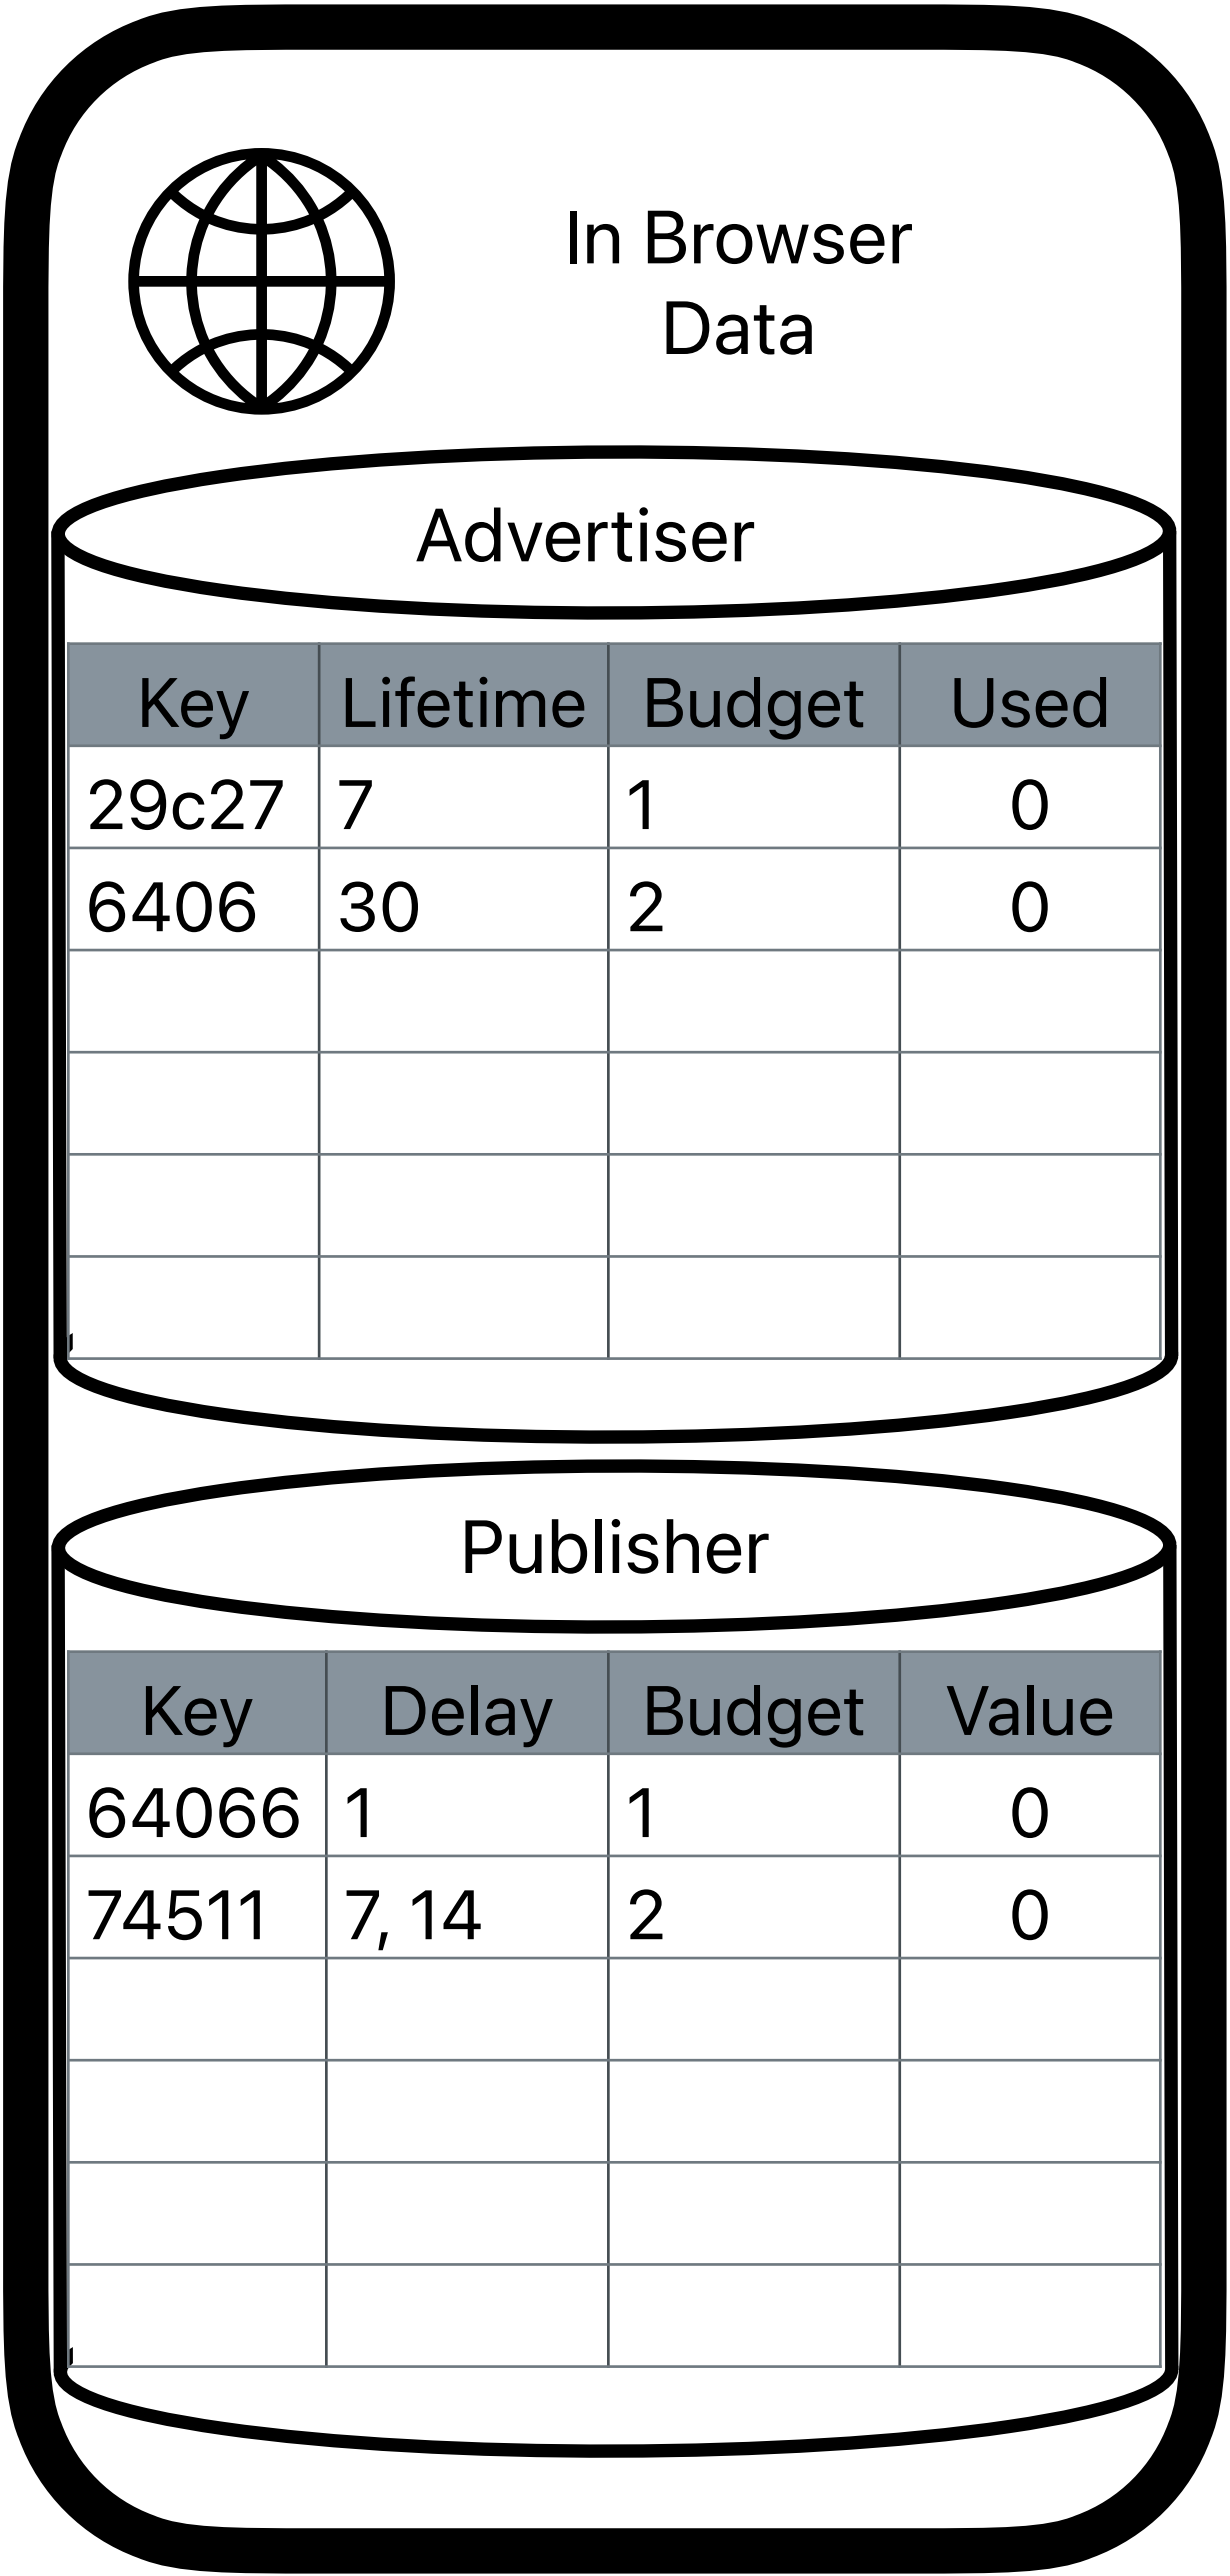 In Browser
Data
Advertiser
Key Lifetime Budget Used
29c27 7 1 0
6406 30 2 0
Publisher
Key Delay Budget Value
64066 1 1 0
74511 7, 14 2 0